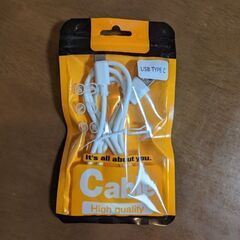 USB TYPE C
It's all about you.
Cable
High quality